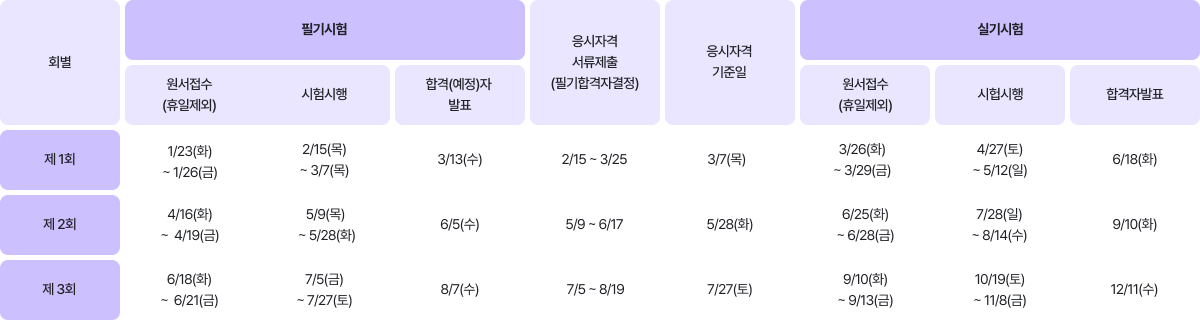 회별
필기시험
응시자격
서류제출
(필기합격자결정)
응시자격
기준일
실기시험
원서접수
(휴일제외)
시험시행
합격(예정)자
발표
원서접수
(휴일제외)
시험시행
합격자발표
제 1회
1/23(화)
~ 1/26(금)
2/15(목)
~ 3/7(목)
3/13(수)
2/15 ~ 3/25
3/7(목)
3/26(화)
~ 3/29(금)
4/27(토)
~ 5/12(일)
6/18(화)
제 2회
4/16(화)
~ 4/19(금)
5/9(목)
~ 5/28(화)
6/5(수)
5/9 ~ 6/17
5/28(화)
6/25(화)
~ 6/28(금)
7/28(일)
~ 8/14(수)
9/10(화)
제 3회
6/18(화)
~ 6/21(금)
7/5(금)
~ 7/27(토)
8/7(수)
7/5 ~ 8/19
7/27(토)
9/10(화)
~ 9/13(금)
10/19(토)
~ 11/8(금)
12/11(수)